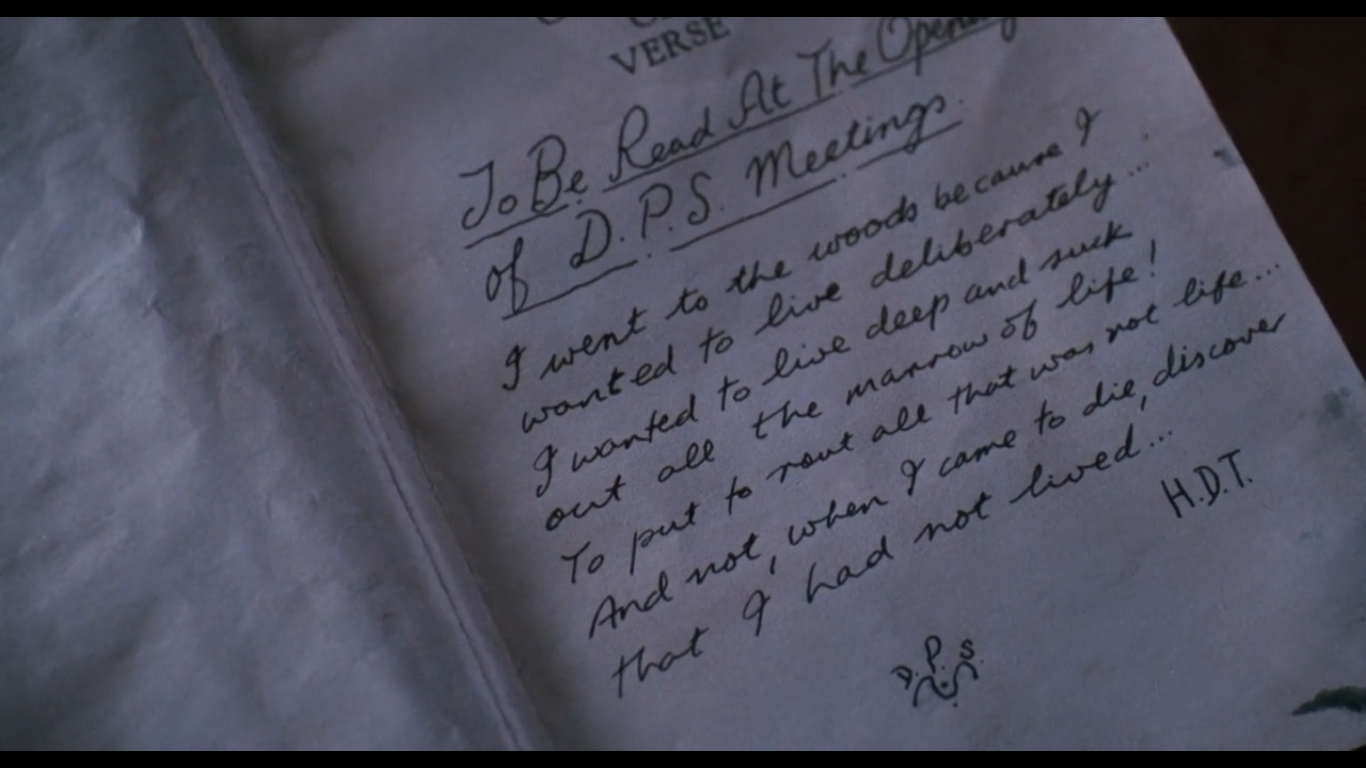 VERSE
To Be Read At The Opening
of D.P.S. Meetings.
I went to the woods because I
wanted to live deliberately...
I wanted to live deep and suck
out all the marrow of life!
To put to rout all that was not life...
And not, when I came to die, discover
that I had not lived...
H.D.T.
D.P.S.